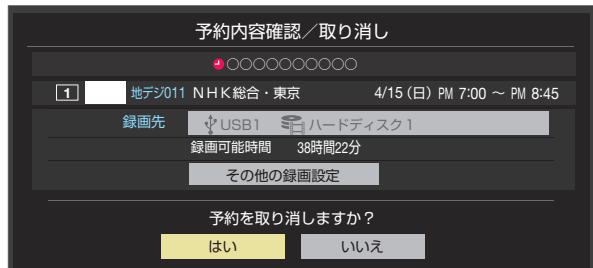 予約内容確認／取り消し
○○○○○○○○○○
1 地デジ011 NHK総合・東京 4/15（日）PM 7:00 ～ PM 8:45
録画先 USB1 ハードディスク1
録画可能時間 38時間22分
その他の録画設定
予約を取り消しますか？
はい いいえ